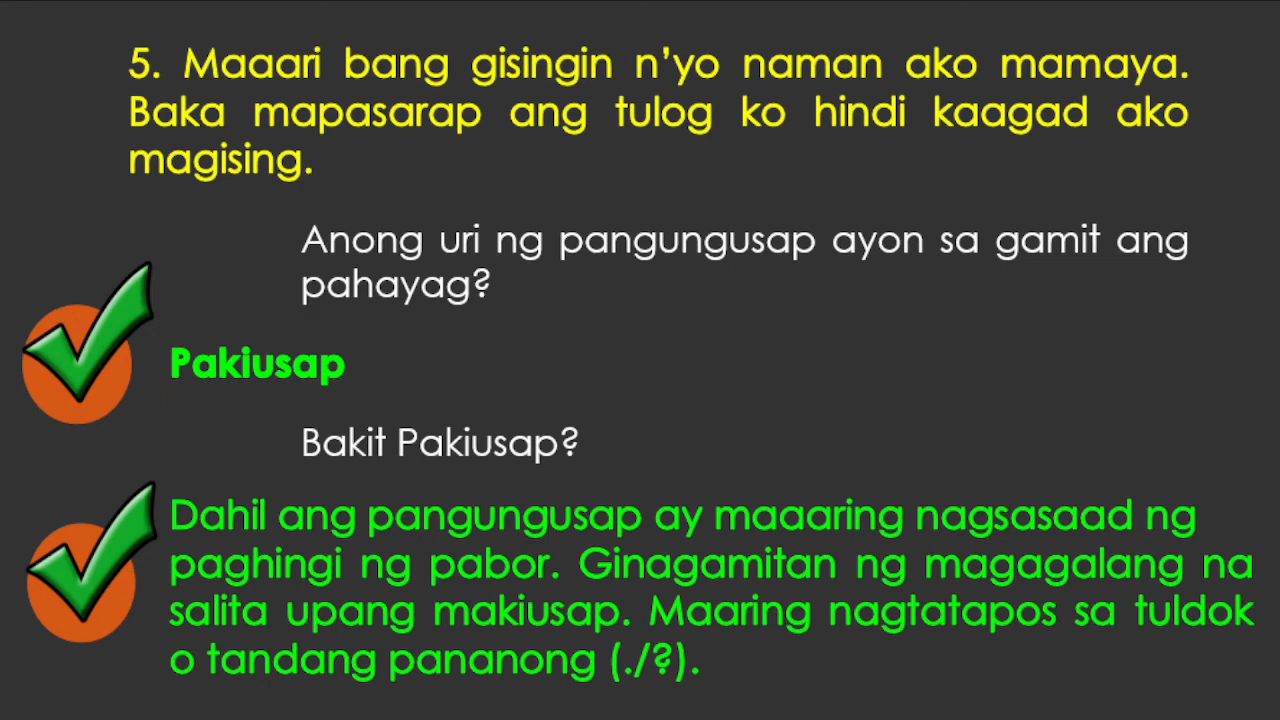 5. Maaari bang gisingin n’yo naman ako mamaya.
Baka mapasarap ang tulog ko hindi kaagad ako
magising.
Anong uri ng pangungusap ayon sa gamit ang
pahayag?
Pakiusap
Bakit Pakiusap?
Dahil ang pangungusap ay maaaring nagsasaad ng
paghingi ng pabor. Ginagamitan ng magagalang na
salita upang makiusap. Maaring nagtatapos sa tuldok
o tandang pananong (./?).